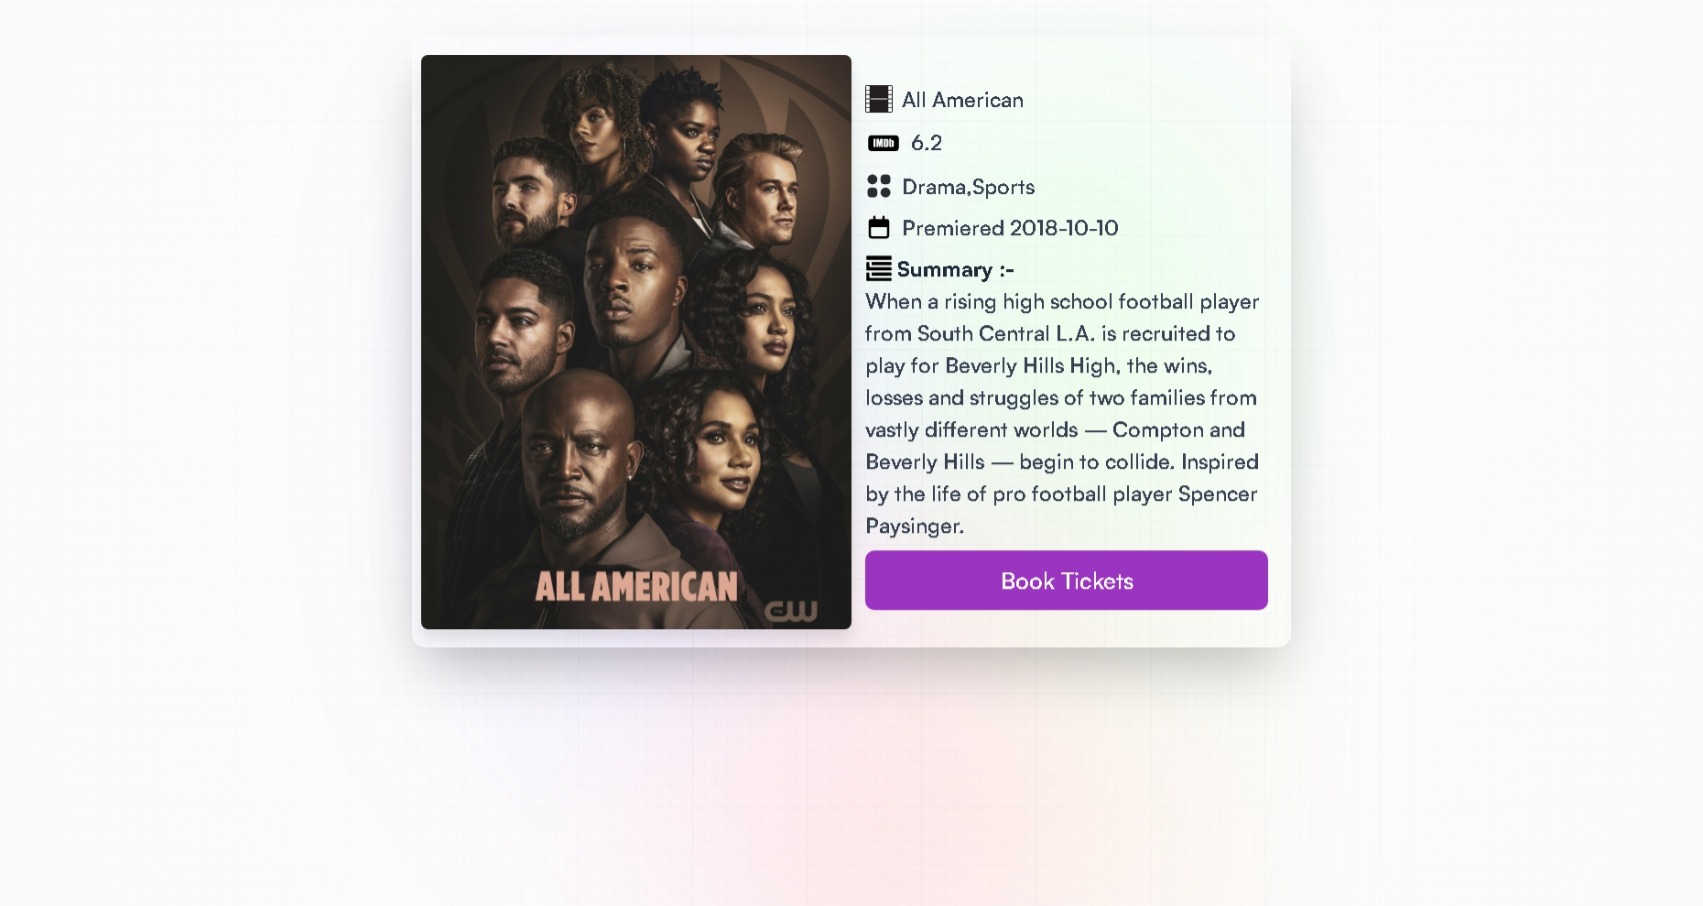 All American
IMDb 6.2
Drama,Sports
Premiered 2018-10-10
Summary :-
When a rising high school football player
from South Central L.A. is recruited to
play for Beverly Hills High, the wins,
losses and struggles of two families from
vastly different worlds — Compton and
Beverly Hills — begin to collide. Inspired
by the life of pro football player Spencer
Paysinger.
Book Tickets
ALL AMERICAN
CW